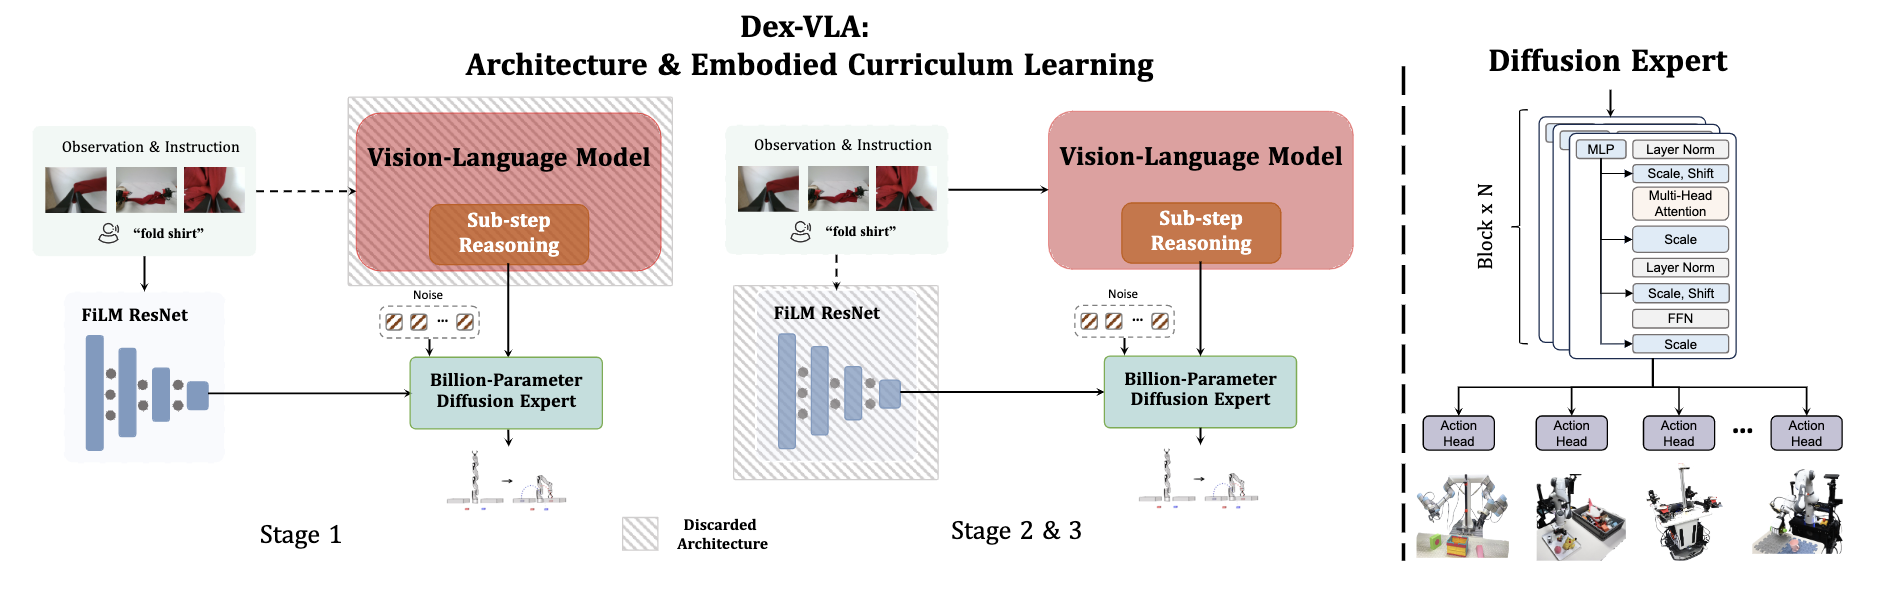 Dex-VLA:
Architecture & Embodied Curriculum Learning
Observation & Instruction
“fold shirt”
Vision-Language Model
Sub-step
Reasoning
FiLM ResNet
Noise
...
Billion-Parameter
Diffusion Expert
Stage 1
Discarded
Architecture
Observation & Instruction
“fold shirt”
Vision-Language Model
Sub-step
Reasoning
FiLM ResNet
Noise
...
Billion-Parameter
Diffusion Expert
Stage 2 & 3
Diffusion Expert
Block x N
MLP
Layer Norm
Scale, Shift
Multi-Head
Attention
Scale
Layer Norm
Scale, Shift
FFN
Scale
Action
Head
Action
Head
Action
Head
...
Action
Head